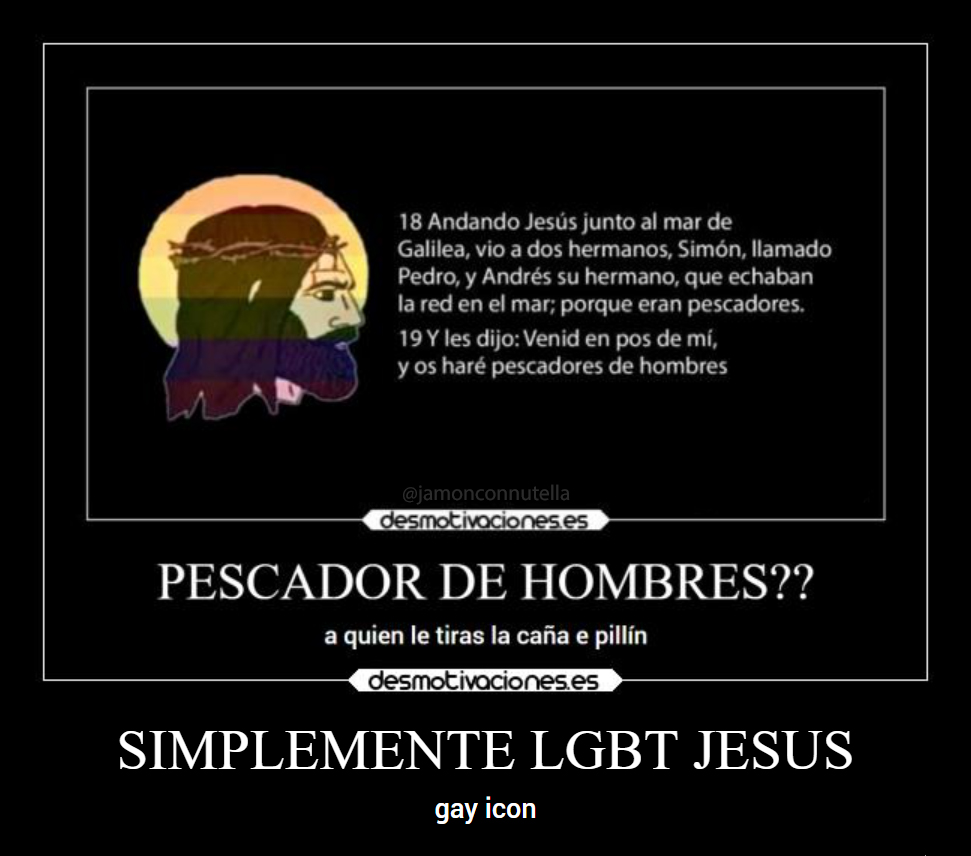 18 Andando Jesús junto al mar de
Galilea, vio a dos hermanos, Simón, llamado
Pedro, y Andrés su hermano, que echaban
la red en el mar; porque eran pescadores.
19 Y les dijo: Venid en pos de mí,
y os haré pescadores de hombres
@jamonconnutella
desmotivaciones.es
PESCADOR DE HOMBRES??
a quien le tiras la caña e pillín
desmotivaciones.es
SIMPLEMENTE LGBT JESUS
gay icon